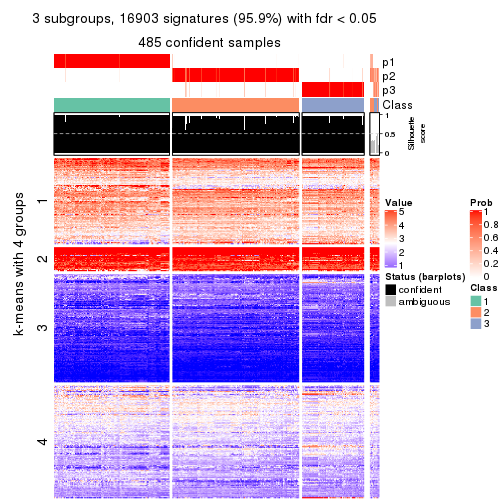 3 subgroups, 16903 signatures (95.9%) with fdr < 0.05
485 confident samples
p1
p2
p3
Class
1
0.5
0
Silhouette
score
k-means with 4 groups
1
2
3
4
Value
5
4
3
2
1
Status (barplots)
confident
ambiguous
Prob
1
0.8
0.6
0.4
0.2
0
Class
1
2
3